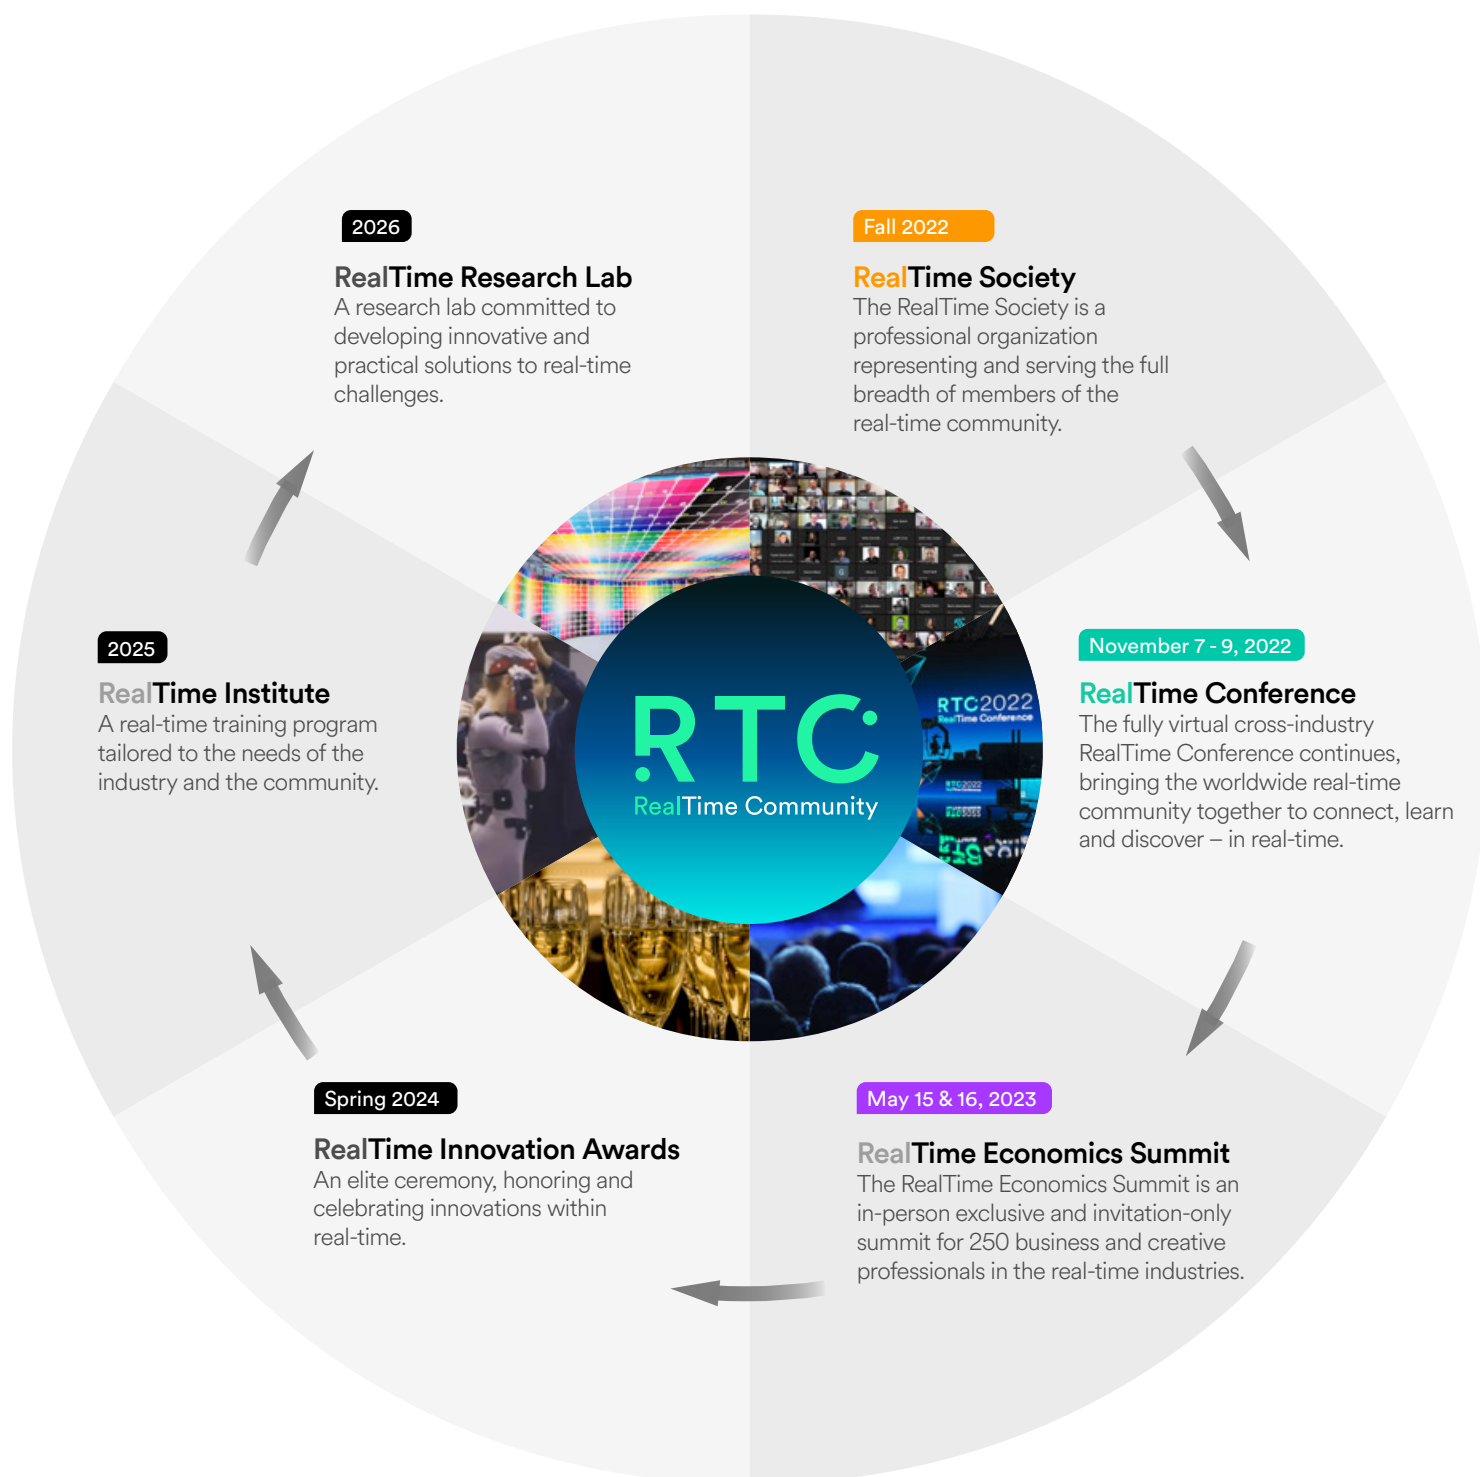 Fall 2022
RealTime Society
The RealTime Society is a
professional organization
representing and serving the full
breadth of members of the
real-time community.
November 7 - 9, 2022
RealTime Conference
The fully virtual cross-industry
RealTime Conference continues,
bringing the worldwide real-time
community together to connect, learn
and discover – in real-time.
May 15 & 16, 2023
RealTime Economics Summit
The RealTime Economics Summit is an
in-person exclusive and invitation-only
summit for 250 business and creative
professionals in the real-time industries.
Spring 2024
RealTime Innovation Awards
An elite ceremony, honoring and
celebrating innovations within
real-time.
2025
RealTime Institute
A real-time training program
tailored to the needs of the
industry and the community.
2026
RealTime Research Lab
A research lab committed to
developing innovative and
practical solutions to real-time
challenges.
RTC
RealTime Community
RTC2022
RealTime Conference
RTC2022